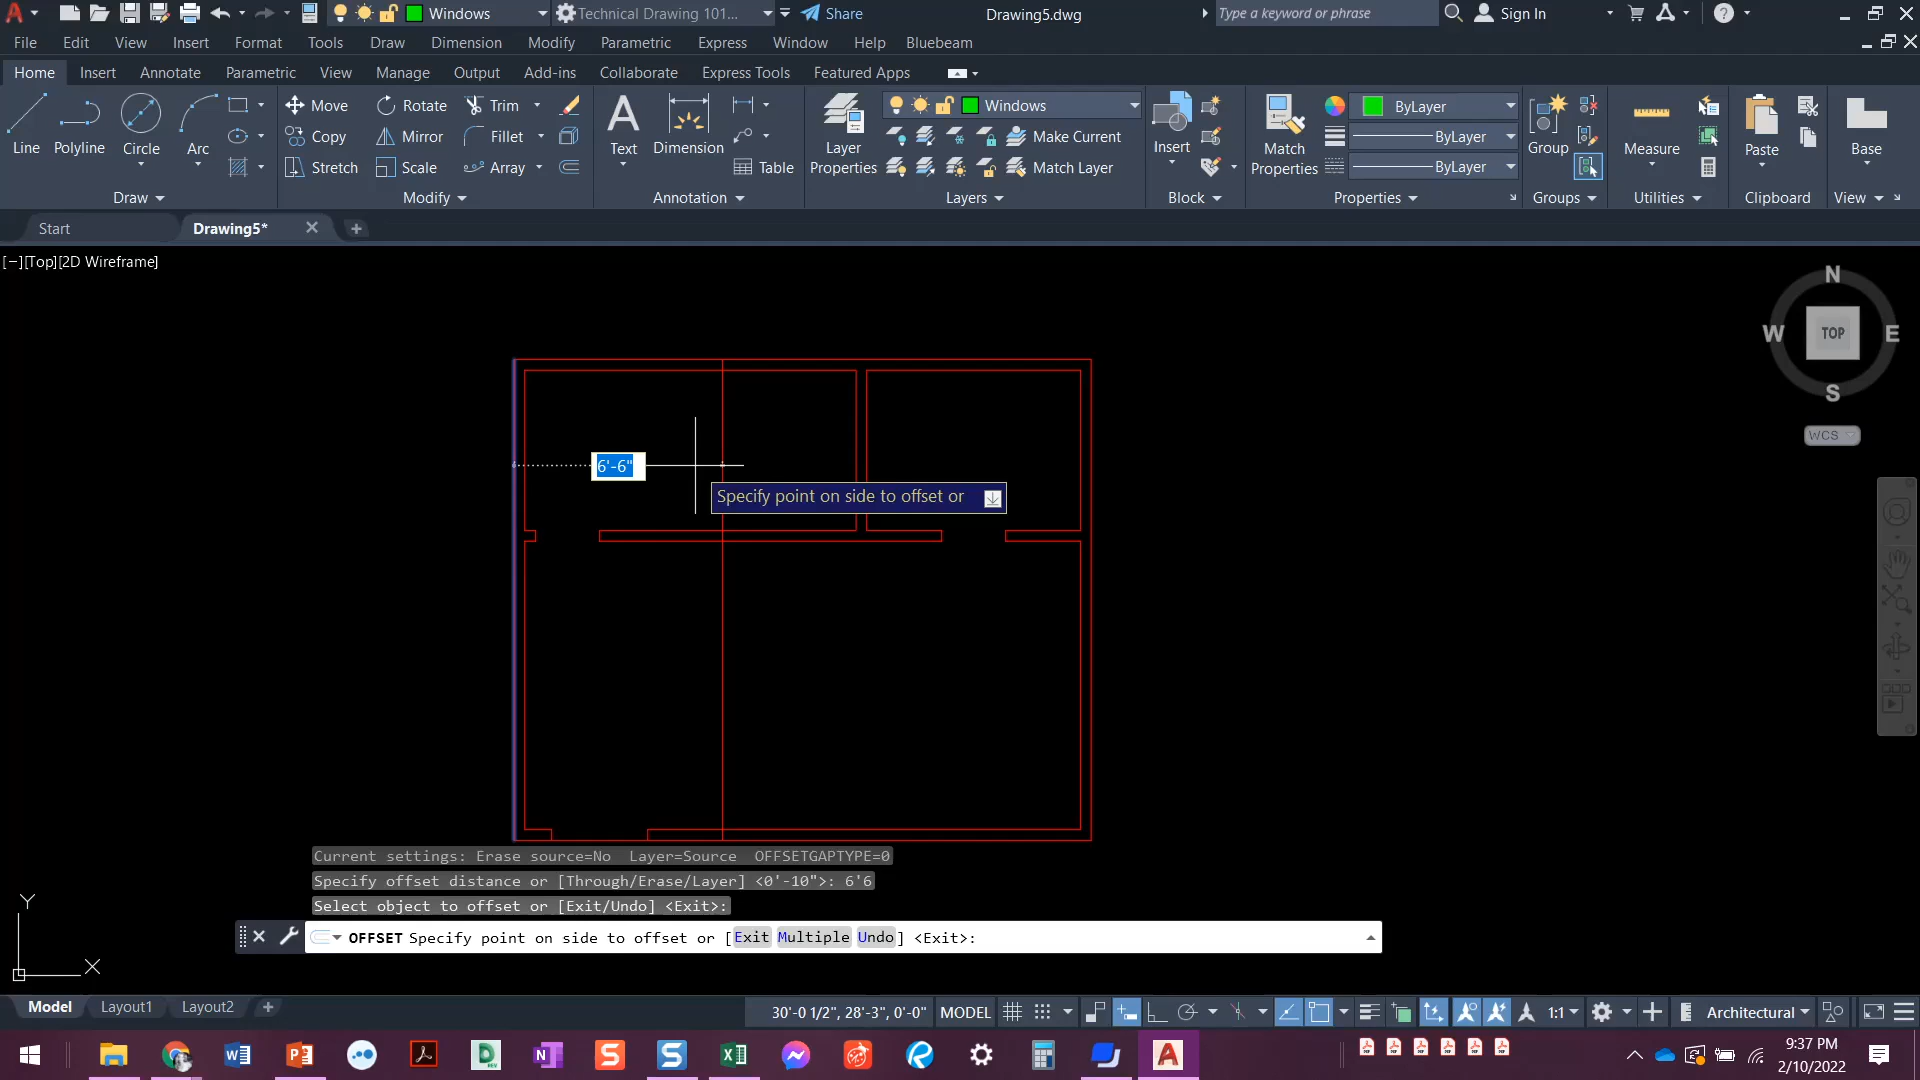 Windows
Technical Drawing 101...
Share
Drawing5.dwg
Type a keyword or phrase
Sign In
File Edit View Insert Format Tools Draw Dimension Modify Parametric Express Window Help Bluebeam
Home Insert Annotate Parametric View Manage Output Add-ins Collaborate Express Tools Featured Apps
Line
Polyline
Circle
Arc
Draw
Move
Rotate
Trim
Copy
Mirror
Fillet
Stretch
Scale
Array
Modify
Text
Dimension
Table
Annotation
Layer
Properties
Windows
Make Current
Match Layer
Layers
Insert
Block
Match
Properties
ByLayer
ByLayer
ByLayer
Properties
Group
Groups
Measure
Utilities
Paste
Clipboard
Base
View
Start
Drawing5*
[−][Top][2D Wireframe]
N
W
TOP
E
S
WCS
6'-6"
Specify point on side to offset or
Current settings: Erase source=No Layer=Source OFFSETGAPTYPE=0
Specify offset distance or [Through/Erase/Layer] <0'-10">: 6'6
Select object to offset or [Exit/Undo] <Exit>:
OFFSET Specify point on side to offset or [Exit Multiple Undo] <Exit>:
Y
X
Model
Layout1
Layout2
30'-0 1/2", 28'-3", 0'-0"
MODEL
1:1
Architectural
9:37 PM
2/10/2022